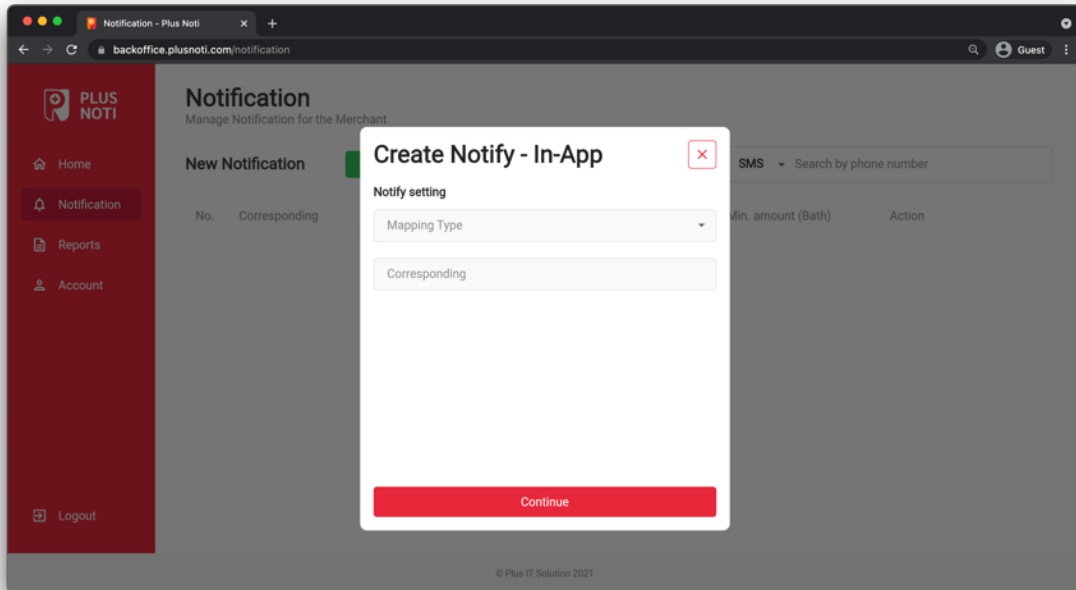 Notification - Plus Noti
backoffice.plusnoti.com/notification
Guest
PLUS
NOTI
Home
Notification
Reports
Account
Logout
Notification
Manage Notification for the Merchant
New Notification
SMS
Search by phone number
No. Corresponding Min. amount (Bath) Action
Create Notify - In-App
Notify setting
Mapping Type
Corresponding
Continue
© Plus IT Solution 2021